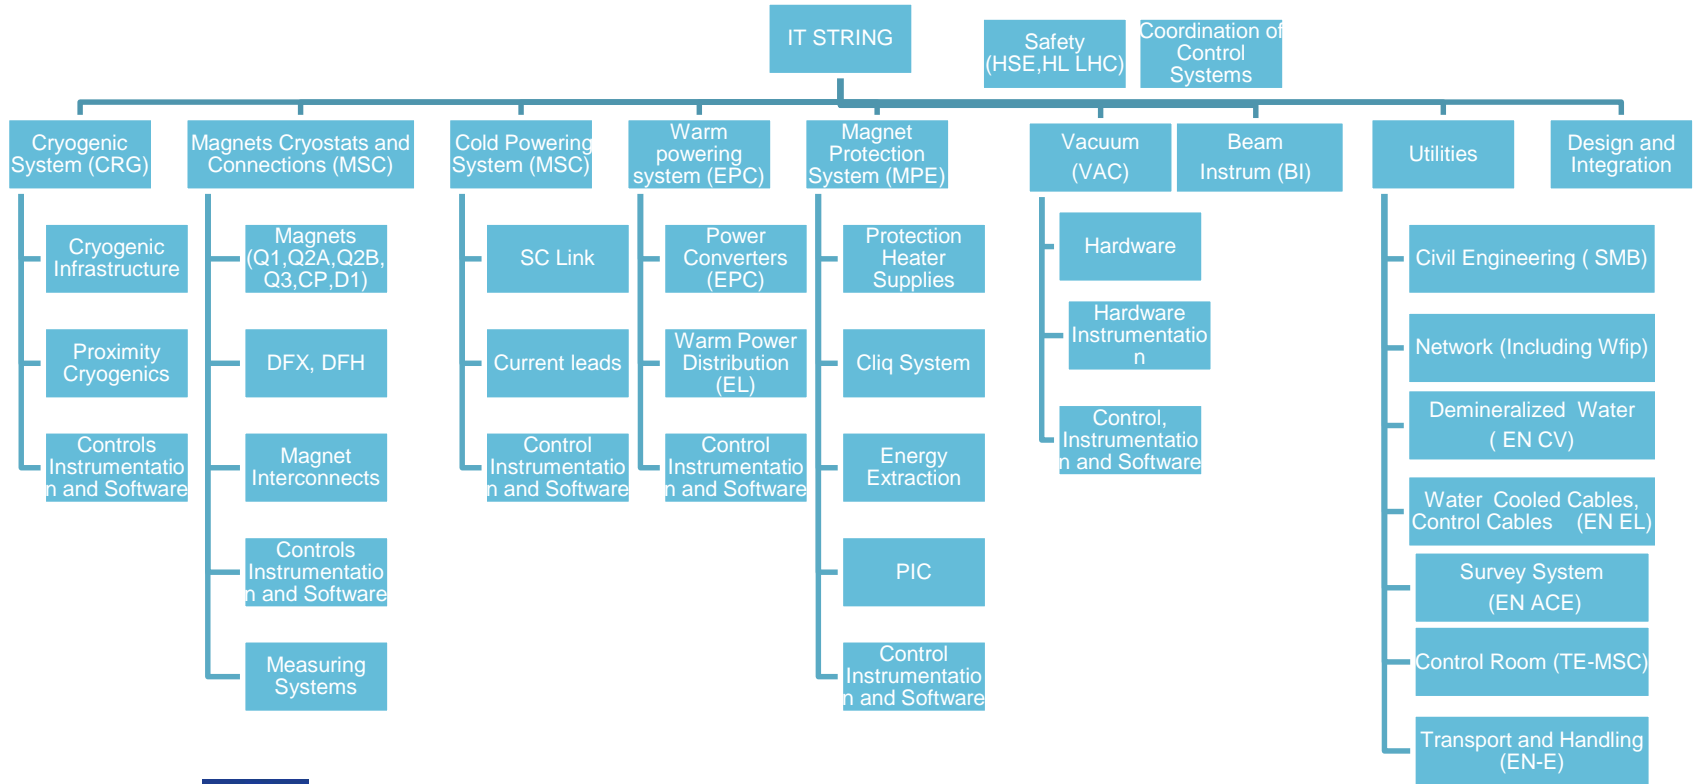 IT STRING
Safety
(HSE,HL LHC)
Coordination of
Control
Systems
Cryogenic
System (CRG)
Magnets Cryostats and
Connections (MSC)
Cold Powering
System (MSC)
Warm
powering
system (EPC)
Magnet
Protection
System (MPE)
Vacuum
(VAC)
Beam
Instrum (BI)
Utilities
Design and
Integration
Cryogenic
Infrastructure
Proximity
Cryogenics
Controls
Instrumentatio
n and Software
Magnets
(Q1,Q2A,Q2B,
Q3,CP,D1)
DFX, DFH
Magnet
Interconnects
Controls
Instrumentatio
n and Software
Measuring
Systems
SC Link
Current leads
Control
Instrumentatio
n and Software
Power
Converters
(EPC)
Warm Power
Distribution
(EL)
Control
Instrumentatio
n and Software
Protection
Heater
Supplies
Cliq System
Energy
Extraction
PIC
Control
Instrumentatio
n and Software
Hardware
Hardware
Instrumentatio
n
Control,
Instrumentatio
n and Software
Civil Engineering ( SMB)
Network (Including Wfip)
Demineralized Water
( EN CV)
Water Cooled Cables,
Control Cables (EN EL)
Survey System
(EN ACE)
Control Room (TE-MSC)
Transport and Handling
(EN-E)